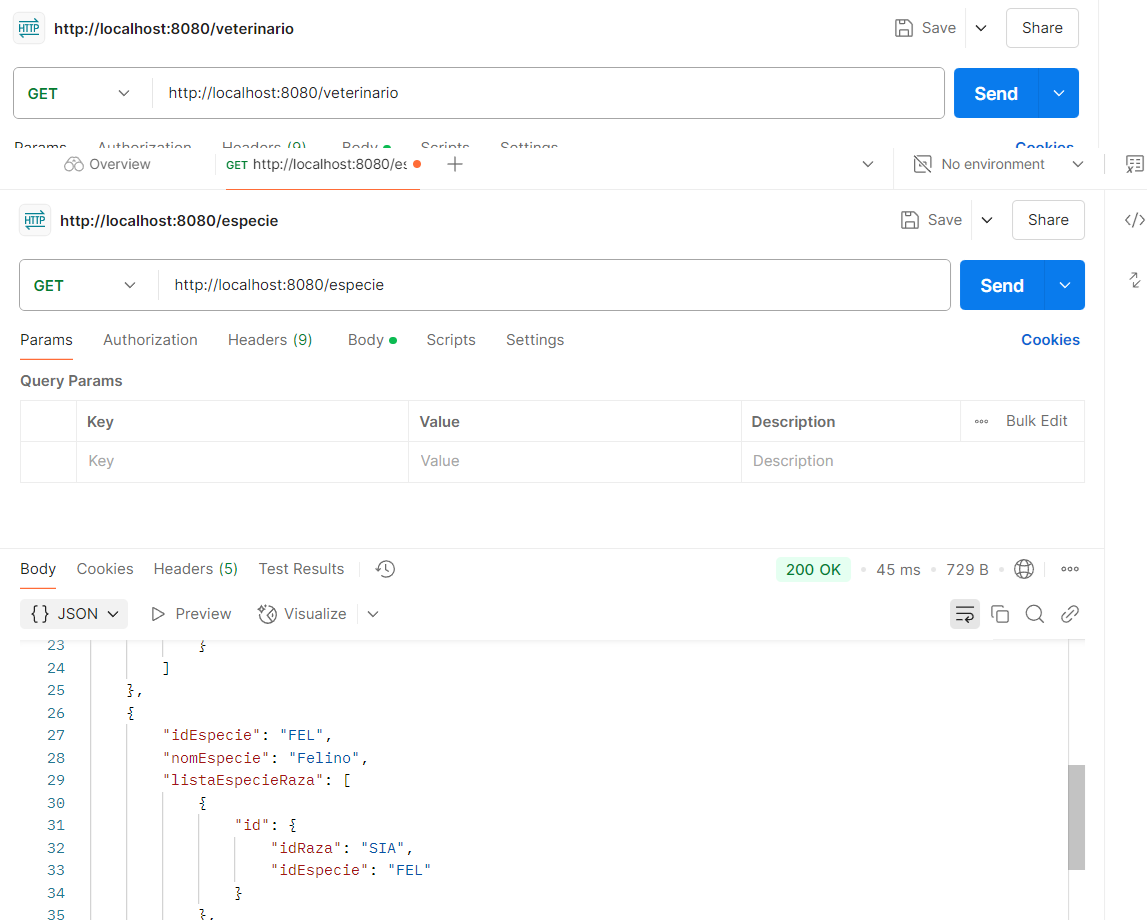 HTTP http://localhost:8080/veterinario Save Share
GET http://localhost:8080/veterinario Send
Params Authorization Headers (9) Body Scripts Settings Cookies
Overview GET http://localhost:8080/es No environment
HTTP http://localhost:8080/especie Save Share
GET http://localhost:8080/especie Send
Params Authorization Headers (9) Body Scripts Settings Cookies
Query Params
Key Value Description Bulk Edit
Key Value Description
Body Cookies Headers (5) Test Results 200 OK 45 ms 729 B
{} JSON Preview Visualize
23 }
24 ]
25 },
26 {
27 "idEspecie": "FEL",
28 "nomEspecie": "Felino",
29 "listaEspecieRaza": [
30 {
31 "id": {
32 "idRaza": "SIA",
33 "idEspecie": "FEL"
34 }
35 },